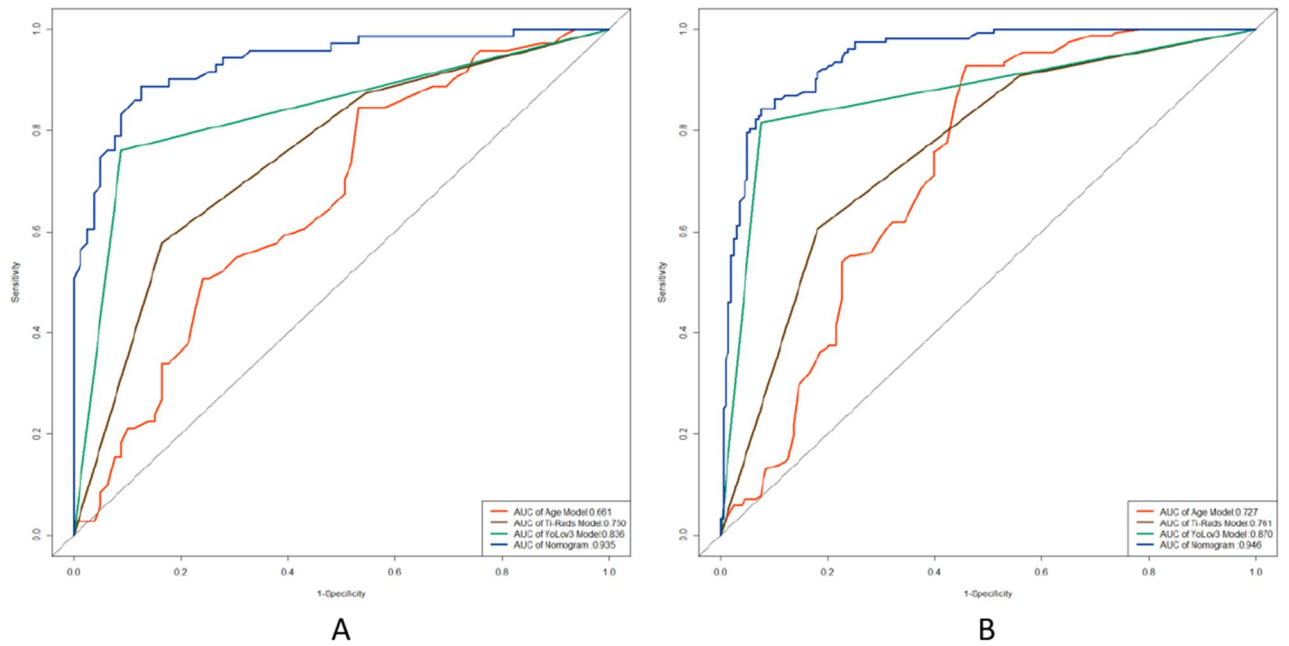 1.0
0.8
0.6
0.4
0.2
0.0
Sensitivity
AUC of Age Model:0.661
AUC of Ti-Rads Model:0.750
AUC of YoLov3 Model:0.836
AUC of Nomogram :0.935
0.0 0.2 0.4 0.6 0.8 1.0
1-Specificity
A
1.0
0.8
0.6
0.4
0.2
0.0
Sensitivity
AUC of Age Model:0.727
AUC of Ti-Rads Model:0.761
AUC of YoLov3 Model:0.870
AUC of Nomogram :0.946
0.0 0.2 0.4 0.6 0.8 1.0
1-Specificity
B